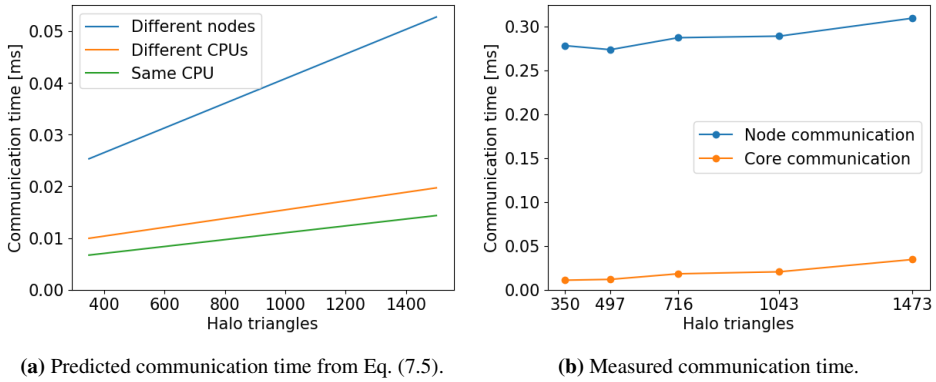 Communication time [ms]
0.05
0.04
0.03
0.02
0.01
0.00
Different nodes
Different CPUs
Same CPU
400 600 800 1000 1200 1400
Halo triangles
(a) Predicted communication time from Eq. (7.5).
Communication time [ms]
0.30
0.25
0.20
0.15
0.10
0.05
0.00
Node communication
Core communication
350 497 716 1043 1473
Halo triangles
(b) Measured communication time.